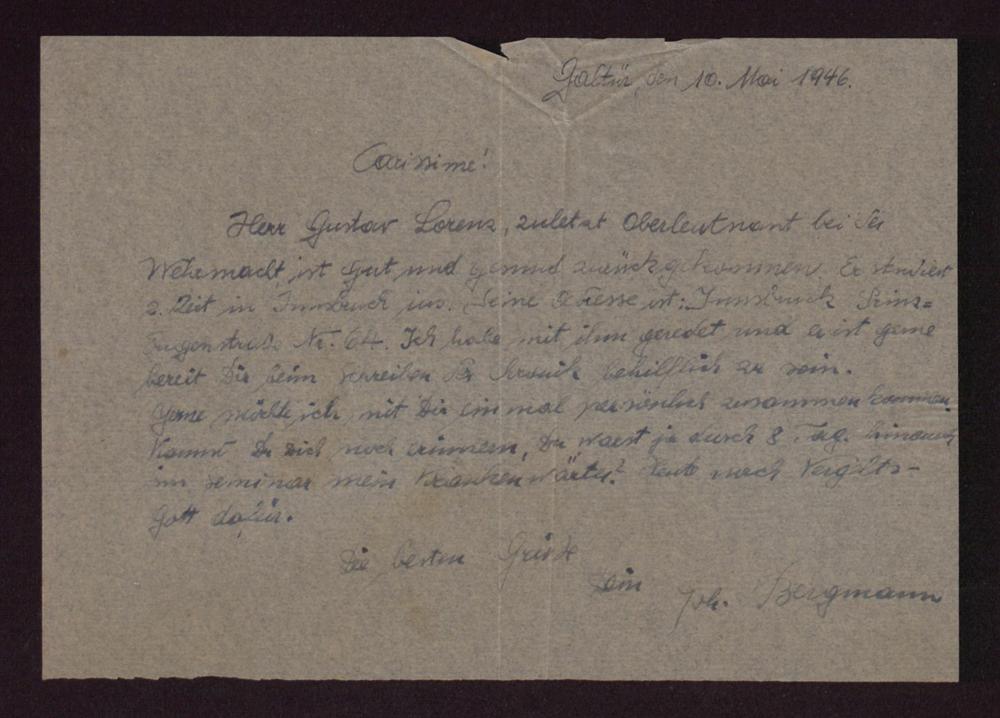 Galtür, den 10. Mai 1946.
Carissime!
Herr Gustav Lorenz, zuletzt Oberleutnant bei der
Wehrmacht, ist gut und gesund zurückgekommen. Er studiert
z. Zeit in Innsbruck jus. Seine Adresse ist: Innsbruck Prinz=
Eugenstraße Nr. 64. Ich habe mit ihm geredet und er ist gerne
bereit Dir beim schreiben der Chronik behilflich zu sein.
Gerne möchte ich mit Dir einmal persönlich zusammenkommen.
Kannst Du Dich noch erinnern, Du warst ja durch 8 Tag.
im Seminar mein Krankenwärter? heute noch Vergelts-
Gott dafür.
Die besten Grüße
Dein Joh. Bergmann